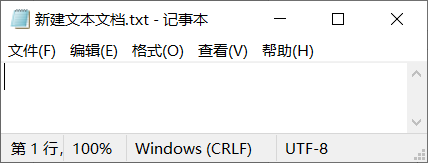 新建文本文档.txt - 记事本
文件(F) 编辑(E) 格式(O) 查看(V) 帮助(H)
第 1 行, 100% Windows (CRLF) UTF-8